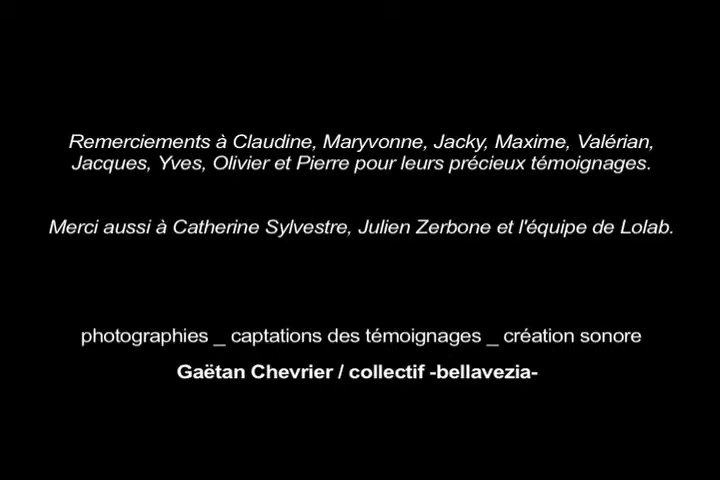 Remerciements à Claudine, Maryvonne, Jacky, Maxime, Valérian,
Jacques, Yves, Olivier et Pierre pour leurs précieux témoignages.
Merci aussi à Catherine Sylvestre, Julien Zerbone et l'équipe de Lolab.
photographies _ captations des témoignages _ création sonore
Gaëtan Chevrier / collectif -bellavezia-